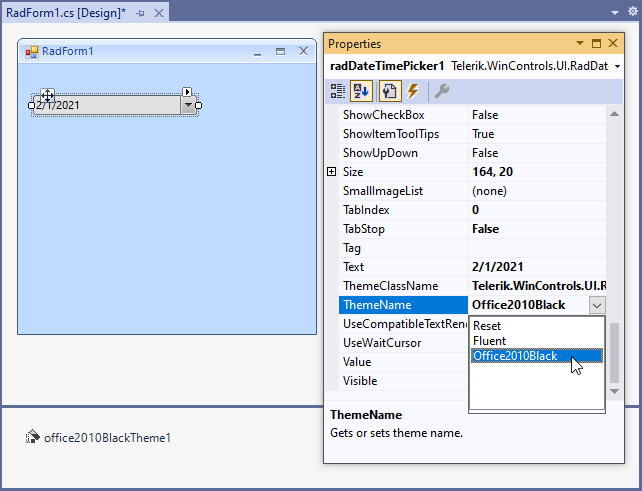 RadForm1.cs [Design]*
RadForm1
2/1/2021
office2010BlackTheme1
Properties
radDateTimePicker1 Telerik.WinControls.UI.RadDat
ShowCheckBox False
ShowItemToolTips True
ShowUpDown False
Size 164, 20
SmallImageList (none)
TabIndex 0
TabStop False
Tag
Text 2/1/2021
ThemeClassName Telerik.WinControls.UI.R
ThemeName Office2010Black
UseCompatibleTextRen
UseWaitCursor
Value
Visible
Reset
Fluent
Office2010Black
ThemeName
Gets or sets theme name.